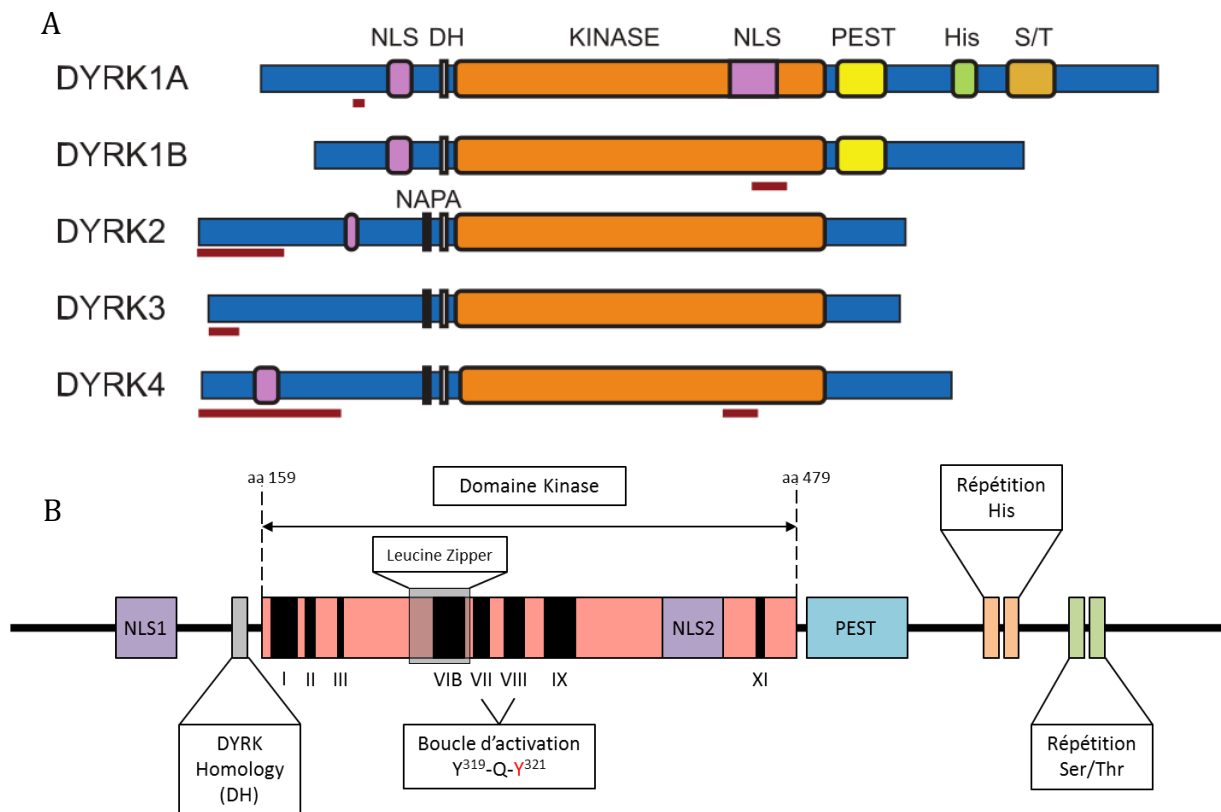 A
NLS DH KINASE NLS PEST His S/T
DYRK1A
DYRK1B
NAPA
DYRK2
DYRK3
DYRK4
B
aa 159
Domaine Kinase
aa 479
Répétition
His
Leucine Zipper
NLS1
NLS2
PEST
I II III VIB VII VIII IX XI
DYRK
Homology
(DH)
Boucle d'activation
Y³¹⁹-Q-Y³²¹
Répétition
Ser/Thr